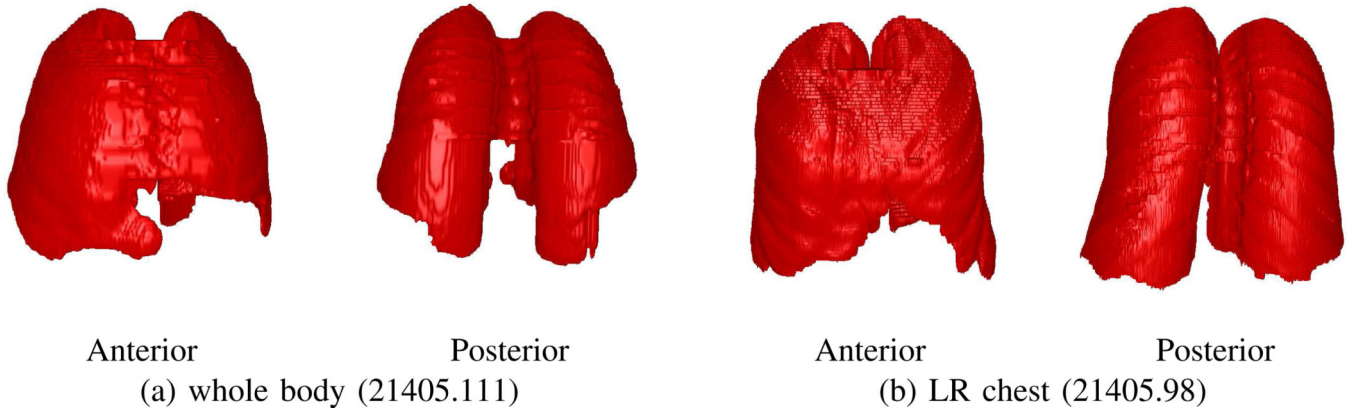 Anterior Posterior Anterior Posterior
(a) whole body (21405.111) (b) LR chest (21405.98)